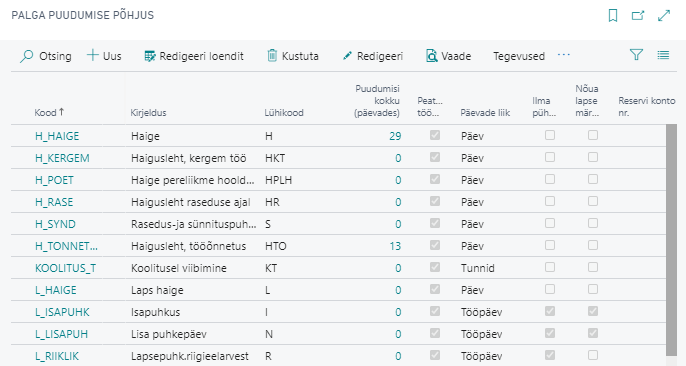 PALGA PUUDUMISE PÕHJUS
Otsing Uus Redigeeri loendit Kustuta Redigeeri Vaade Tegevused ...
Kood ↑ Kirjeldus Lühikood Puudumisi kokku (päevades) Peat... töö... Päevade liik Ilma püh... Nõua lapse mär... Reservi konto nr.
H_HAIGE Haige H 29 Päev
H_KERGEM Haigusleht, kergem töö HKT 0 Päev
H_POET Haige pereliikme hoold... HPLH 0 Päev
H_RASE Haigusleht raseduse ajal HR 0 Päev
H_SYND Rasedus-ja sünnituspuh... S 0 Päev
H_TONNET... Haigusleht, tööõnnetus HTO 13 Päev
KOOLITUS_T Koolitusel viibimine KT 0 Tunnid
L_HAIGE Laps haige L 0 Päev
L_ISAPUHK Isapuhkus I 0 Tööpäev
L_LISAPUH Lisa puhkepäev N 0 Tööpäev
L_RIIKLIK Lapsepuhk.riigieelarvest R 0 Tööpäev